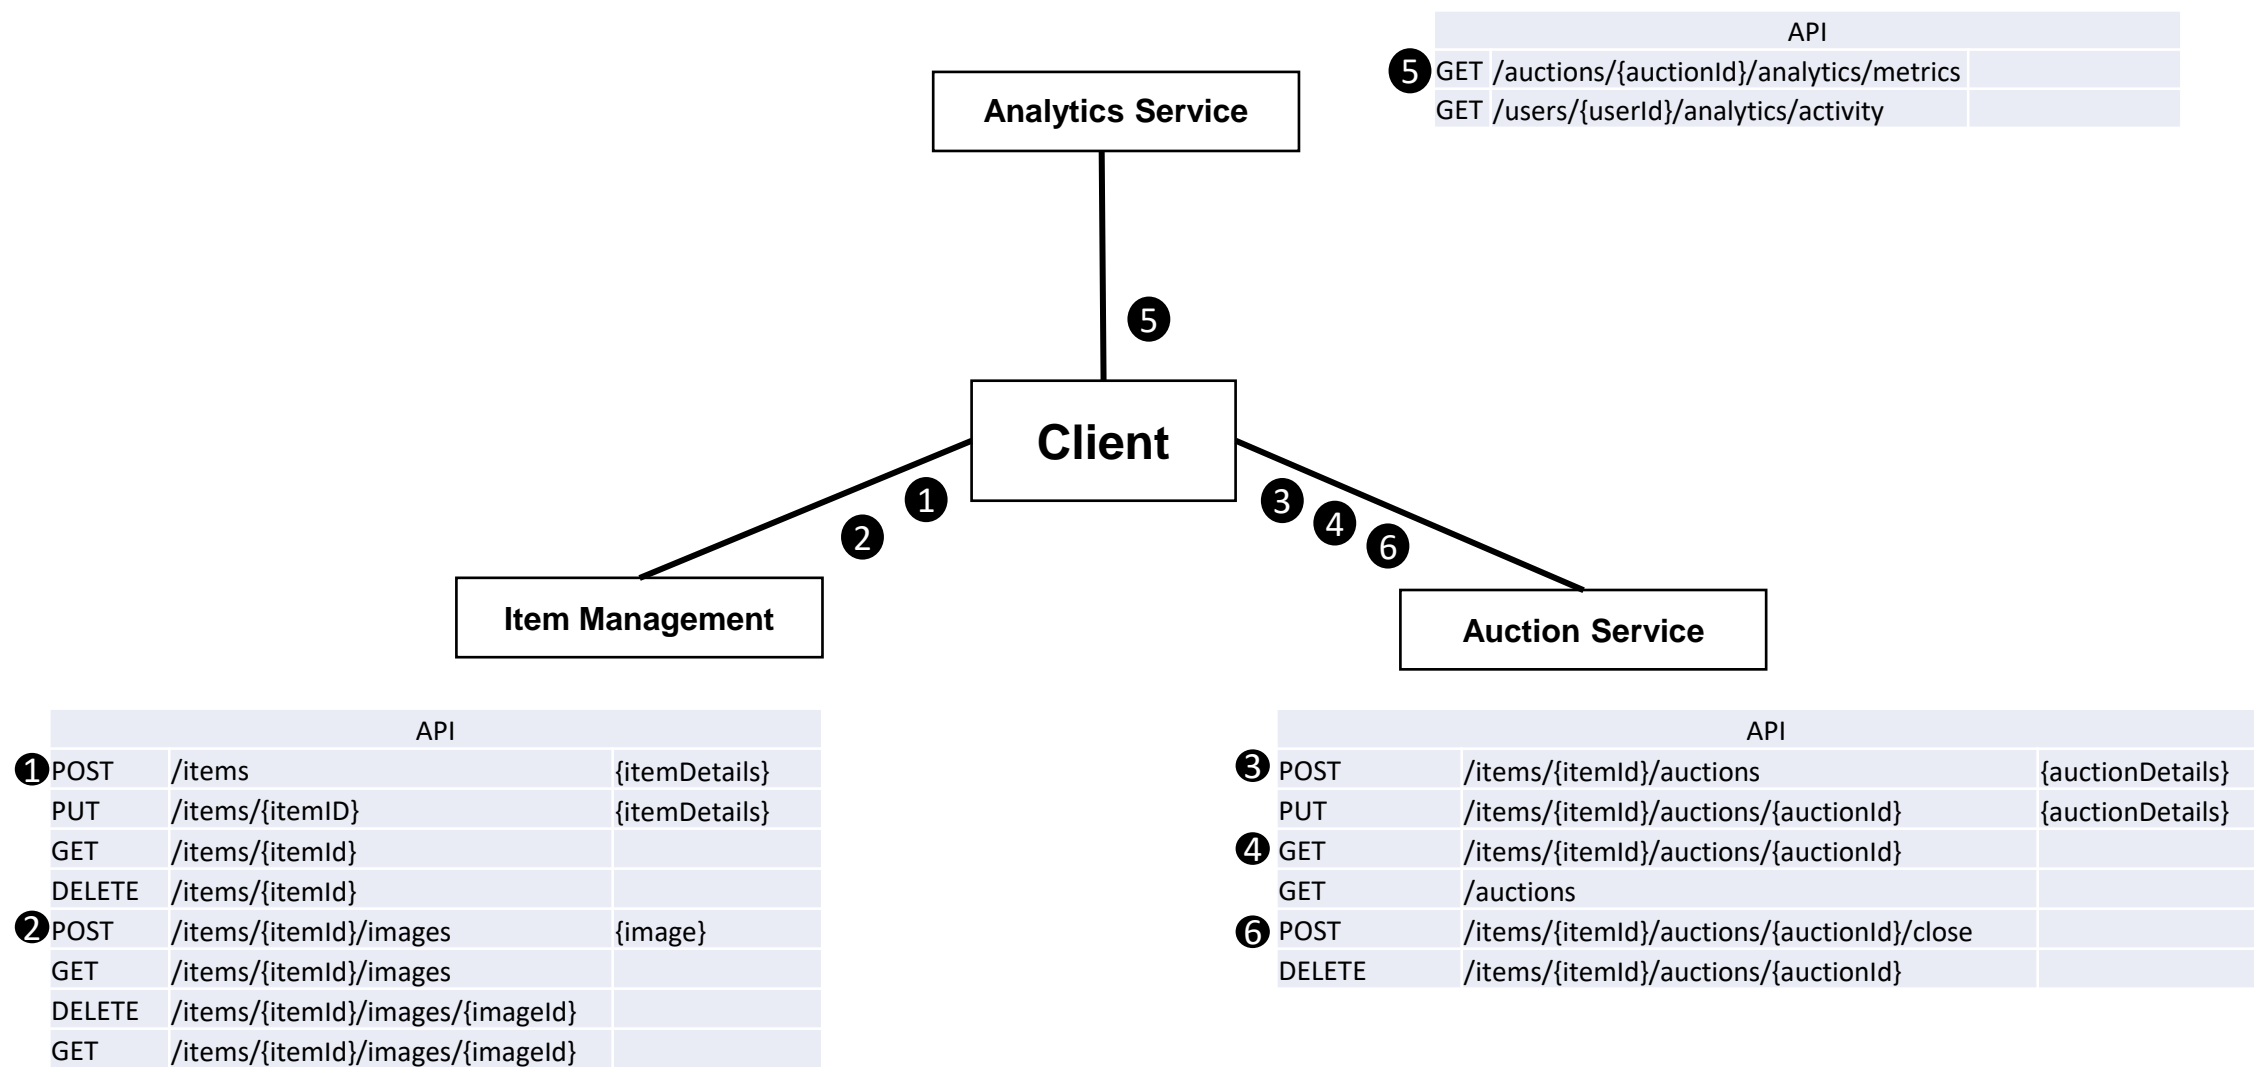 API
5 GET /auctions/{auctionId}/analytics/metrics
GET /users/{userId}/analytics/activity
Analytics Service
5
Client
1
2
3
4
6
Item Management
Auction Service
API
1 POST /items {itemDetails}
PUT /items/{itemID} {itemDetails}
GET /items/{itemId}
DELETE /items/{itemId}
2 POST /items/{itemId}/images {image}
GET /items/{itemId}/images
DELETE /items/{itemId}/images/{imageId}
GET /items/{itemId}/images/{imageId}
API
3 POST /items/{itemId}/auctions {auctionDetails}
PUT /items/{itemId}/auctions/{auctionId} {auctionDetails}
4 GET /items/{itemId}/auctions/{auctionId}
GET /auctions
6 POST /items/{itemId}/auctions/{auctionId}/close
DELETE /items/{itemId}/auctions/{auctionId}